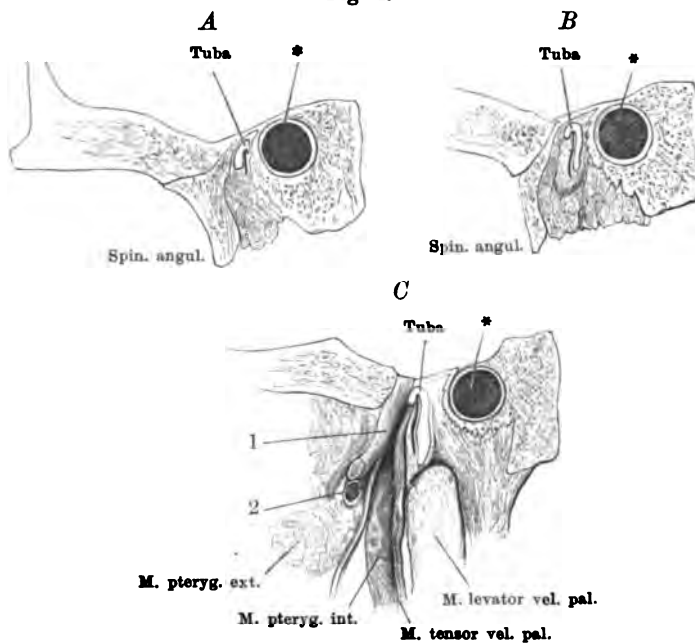 A
B
Tuba
*
Tuba
*
Spin. angul.
Spin. angul.
C
Tuba
*
1
2
M. pteryg. ext.
M. pteryg. int.
M. levator vel. pal.
M. tensor vel. pal.